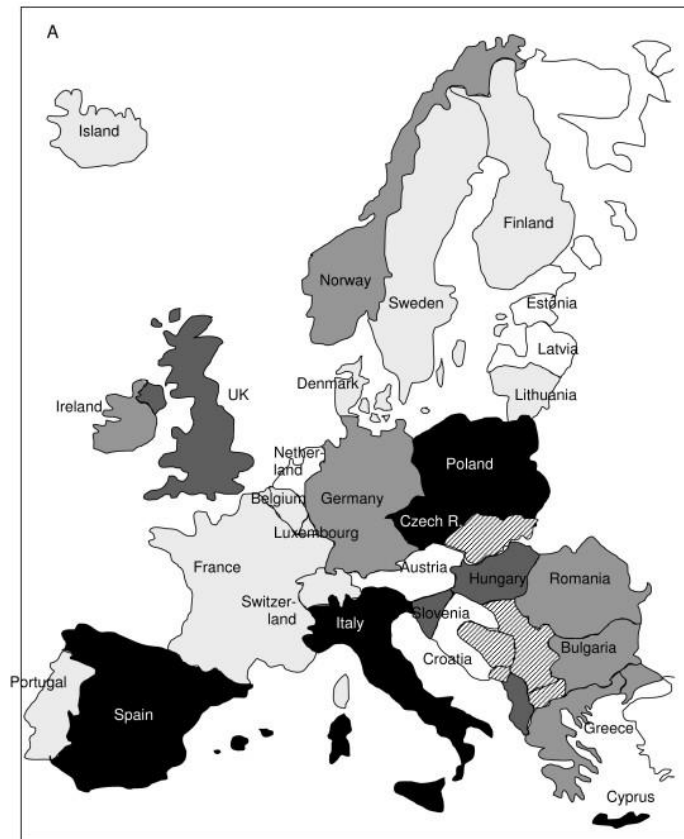 A
Island
Finland
Norway
Sweden
Estonia
Latvia
Denmark
Lithuania
UK
Ireland
Nether-
land
Poland
Belgium
Germany
Czech R.
Luxembourg
France
Austria
Hungary
Romania
Switzer-
land
Slovenia
Italy
Croatia
Bulgaria
Portugal
Spain
Greece
Cyprus